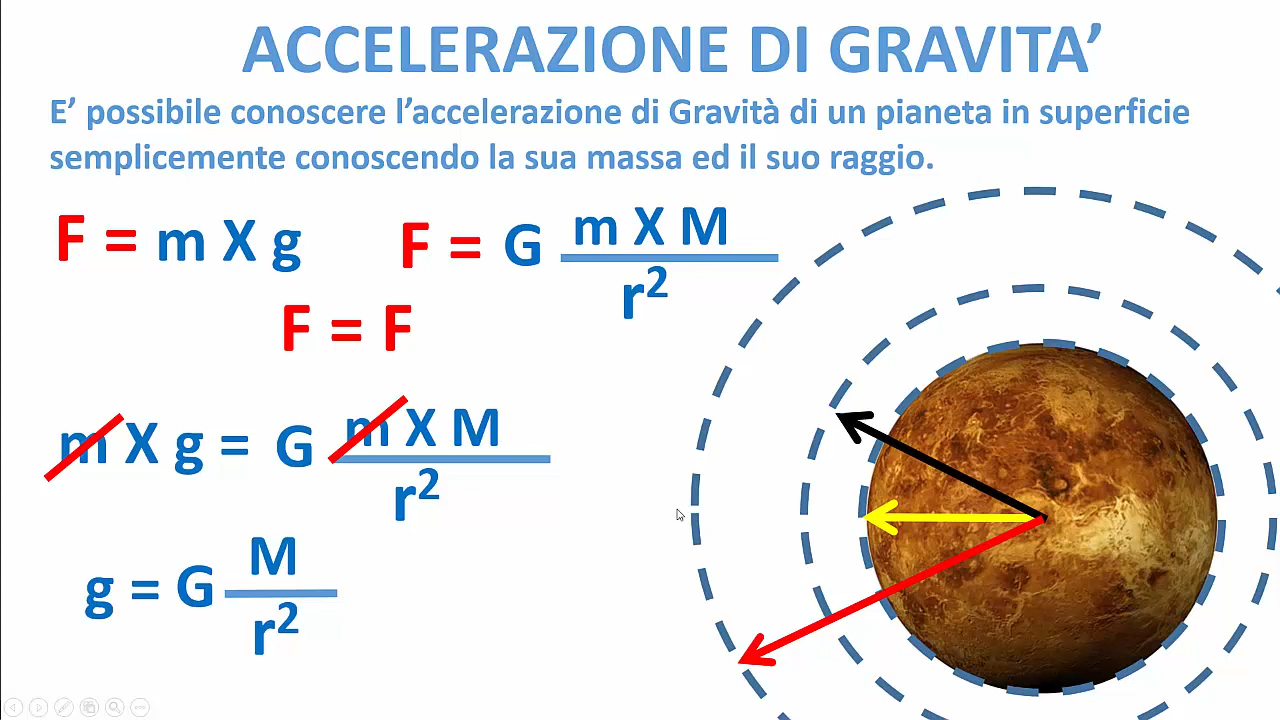 ACCELERAZIONE DI GRAVITA’
E’ possibile conoscere l’accelerazione di Gravità di un pianeta in superficie
semplicemente conoscendo la sua massa ed il suo raggio.
F = m X g
F = G m X M
r²
F = F
m X g = G m X M
r²
g = G M
r²